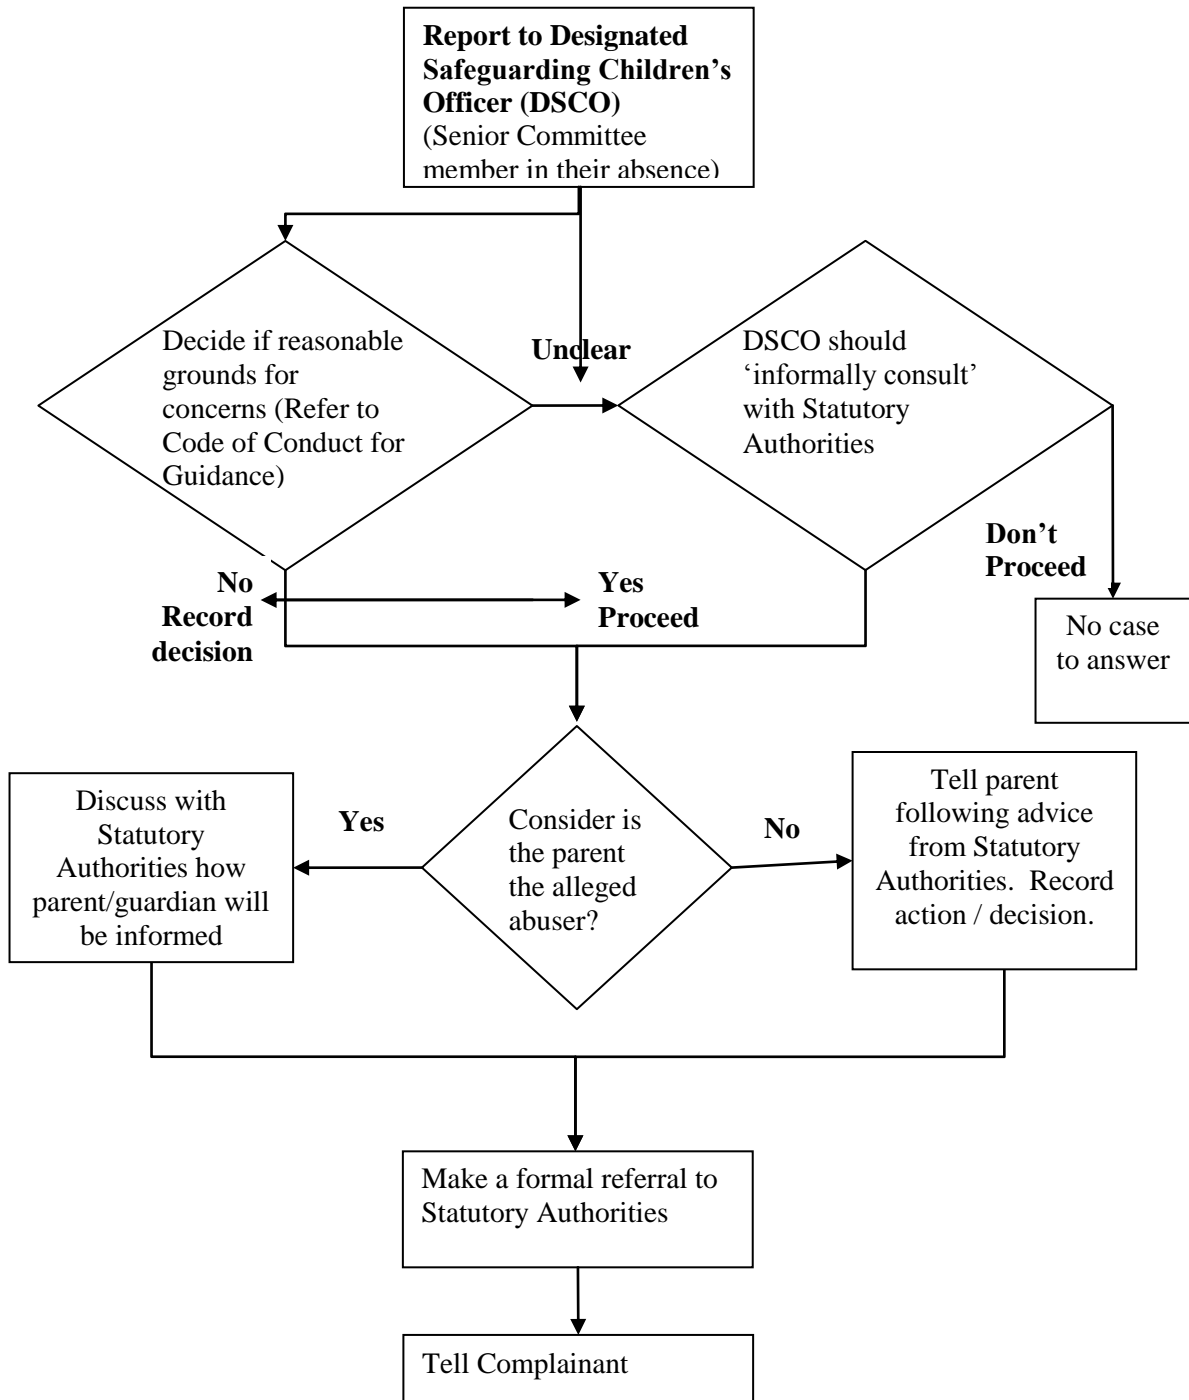 Report to Designated
Safeguarding Children’s
Officer (DSCO)
(Senior Committee
member in their absence)
Decide if reasonable
grounds for
concerns (Refer to
Code of Conduct for
Guidance)
Unclear
DSCO should
‘informally consult’
with Statutory
Authorities
Don’t
Proceed
No
Record
decision
Yes
Proceed
No case
to answer
Discuss with
Statutory
Authorities how
parent/guardian will
be informed
Yes
Consider is
the parent
the alleged
abuser?
No
Tell parent
following advice
from Statutory
Authorities.  Record
action / decision.
Make a formal referral to
Statutory Authorities
Tell Complainant